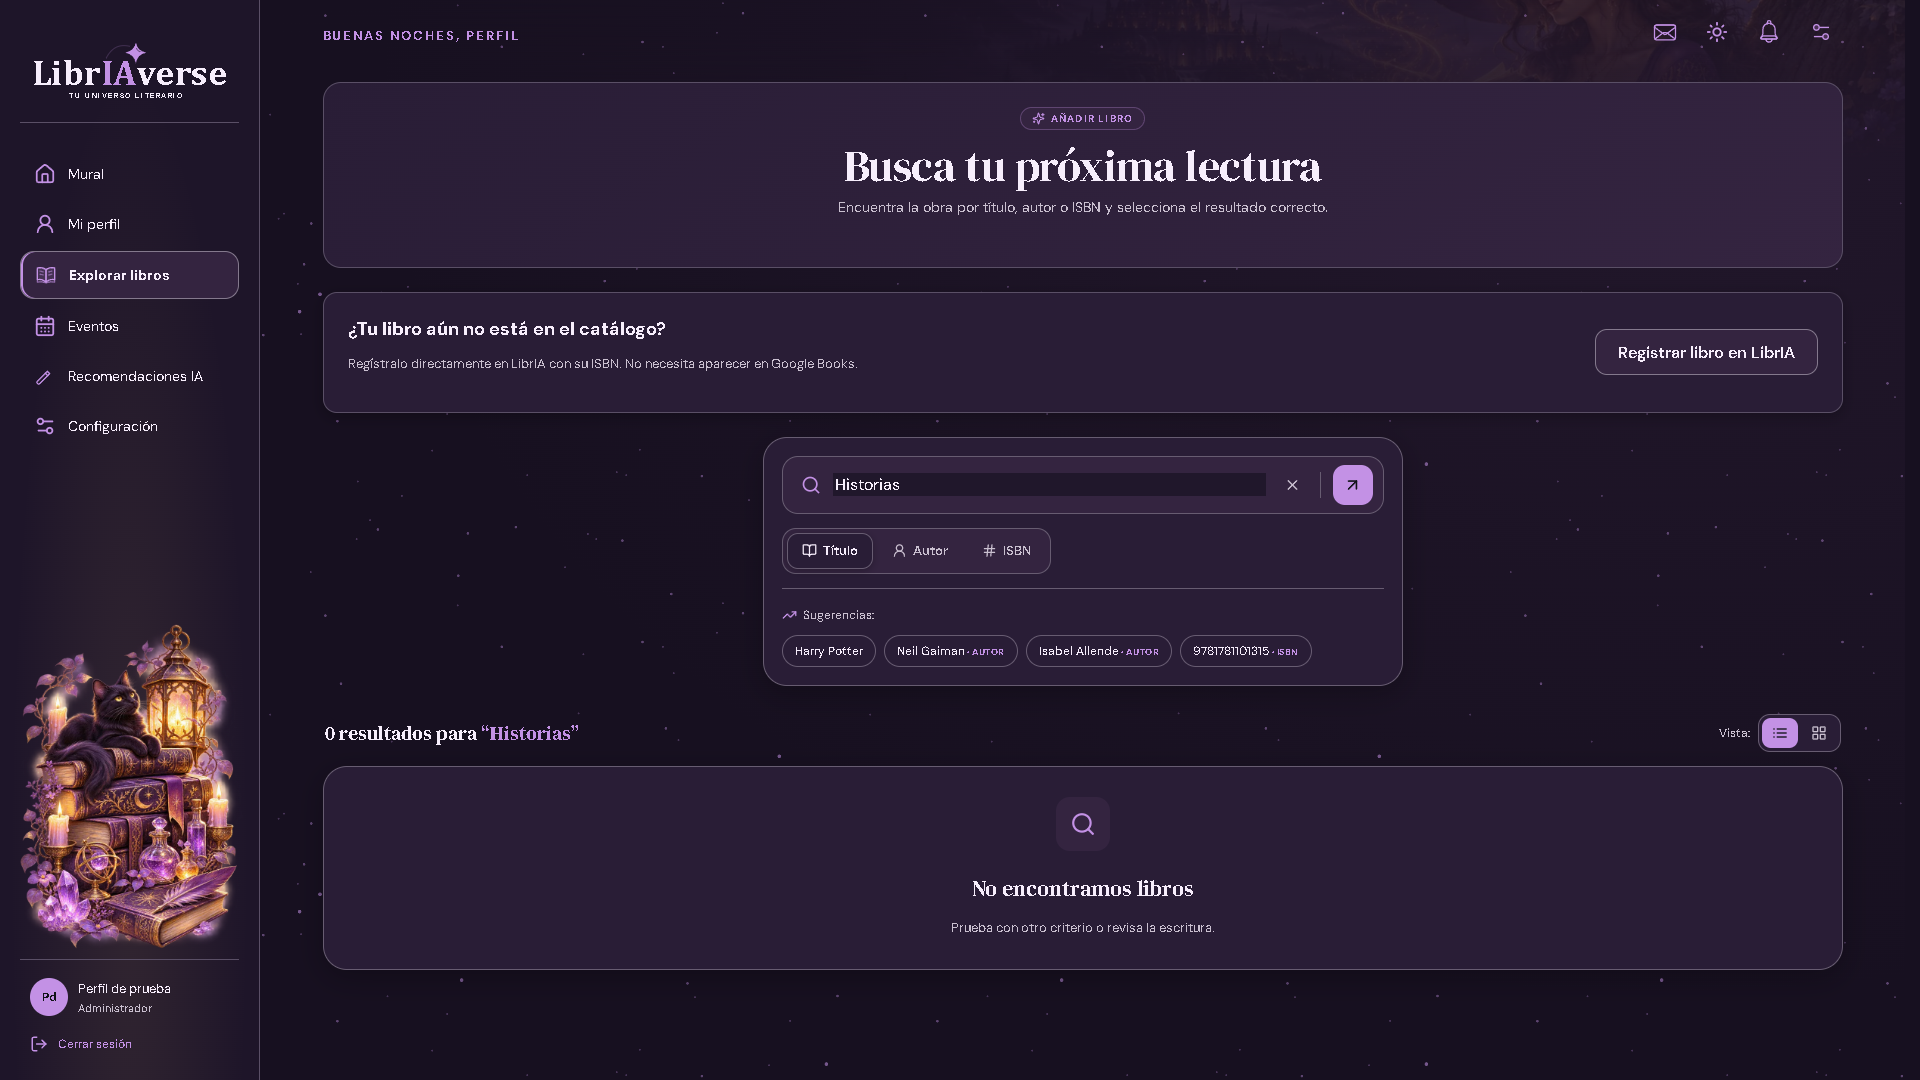 LibrIAverse
TU UNIVERSO LITERARIO
Mural
Mi perfil
Explorar libros
Eventos
Recomendaciones IA
Configuración
Pd
Perfil de prueba
Administrador
Cerrar sesión
BUENAS NOCHES, PERFIL
AÑADIR LIBRO
Busca tu próxima lectura
Encuentra la obra por título, autor o ISBN y selecciona el resultado correcto.
¿Tu libro aún no está en el catálogo?
Regístralo directamente en LibrIA con su ISBN. No necesita aparecer en Google Books.
Registrar libro en LibrIA
Historias
Título Autor # ISBN
Sugerencias:
Harry Potter Neil Gaiman · AUTOR Isabel Allende · AUTOR 9781781101315 · ISBN
0 resultados para “Historias”
Vista:
No encontramos libros
Prueba con otro criterio o revisa la escritura.